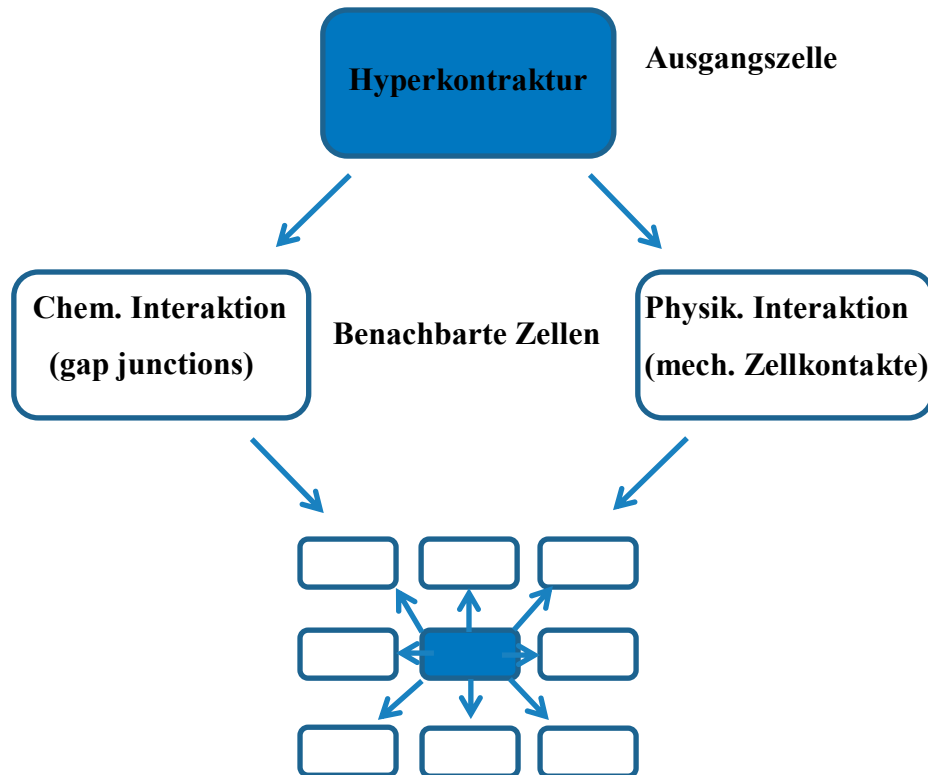 Hyperkontraktur
Ausgangszelle
Chem. Interaktion
(gap junctions)
Benachbarte Zellen
Physik. Interaktion
(mech. Zellkontakte)